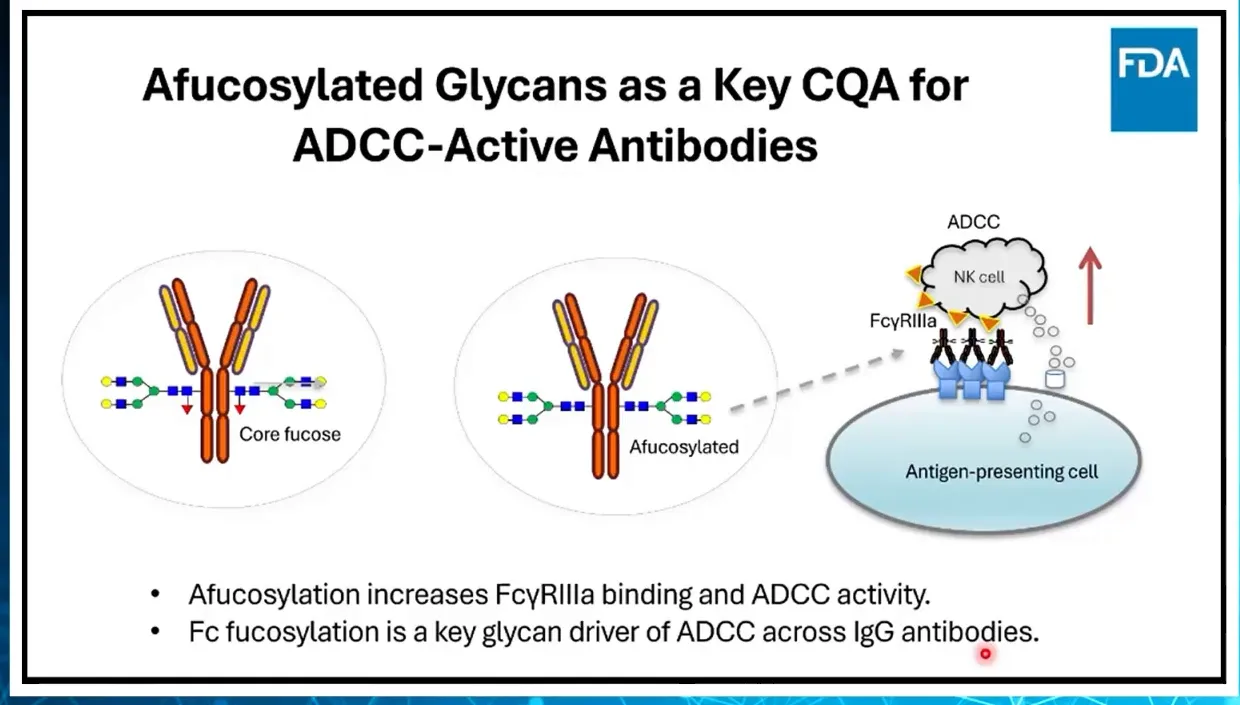 FDA
Afucosylated Glycans as a Key CQA for
ADCC-Active Antibodies
ADCC
NK cell
FcγRIIIa
Core fucose
Afucosylated
Antigen-presenting cell
• Afucosylation increases FcγRIIIa binding and ADCC activity.
• Fc fucosylation is a key glycan driver of ADCC across IgG antibodies.